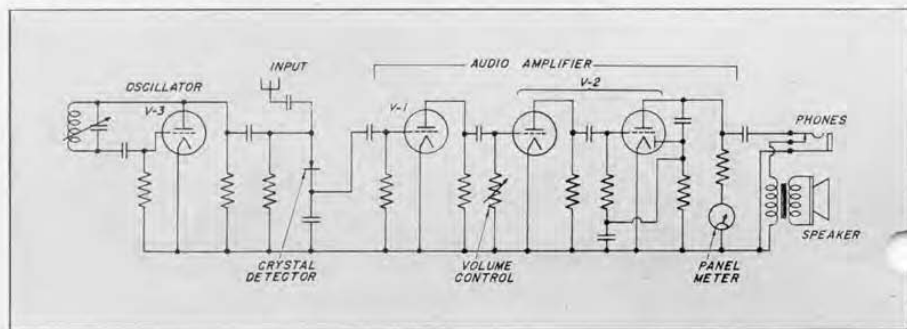 AUDIO AMPLIFIER
INPUT
OSCILLATOR
V-3
V-1
V-2
PHONES
SPEAKER
CRYSTAL
DETECTOR
VOLUME
CONTROL
PANEL
METER